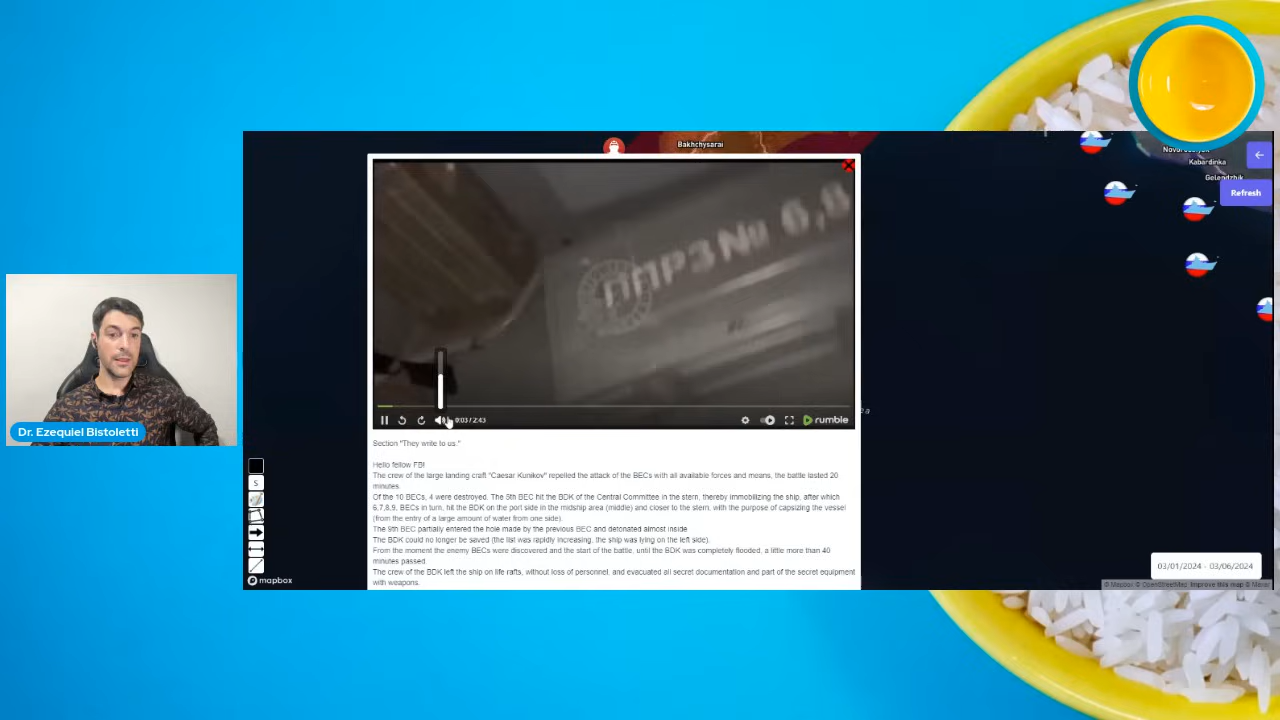 Bakhchysarai
Kabardinka
Gelendzhik
Refresh
ППРЗ № 6,8
0:03 / 2:43
rumble
Section "They write to us."
Hello fellow FB!
The crew of the large landing craft "Caesar Kunikov" repelled the attack of the BECs with all available forces and means, the battle lasted 20
minutes.
Of the 10 BECs, 4 were destroyed. The 5th BEC hit the BDK of the Central Committee in the stern, thereby immobilizing the ship, after which
6,7,8,9. BECs in turn, hit the BDK on the port side in the midship area (middle) and closer to the stern, with the purpose of capsizing the vessel
(from the entry of a large amount of water from one side).
The 9th BEC partially entered the hole made by the previous BEC and detonated almost inside
The BDK could no longer be saved (the list was rapidly increasing, the ship was lying on the left side).
From the moment the enemy BECs were discovered and the start of the battle, until the BDK was completely flooded, a little more than 40
minutes passed.
The crew of the BDK left the ship on life rafts, without loss of personnel, and evacuated all secret documentation and part of the secret equipment
with weapons.
Dr. Ezequiel Bistoletti
S
mapbox
03/01/2024 - 03/06/2024
© Mapbox © OpenStreetMap Improve this map © Maxar